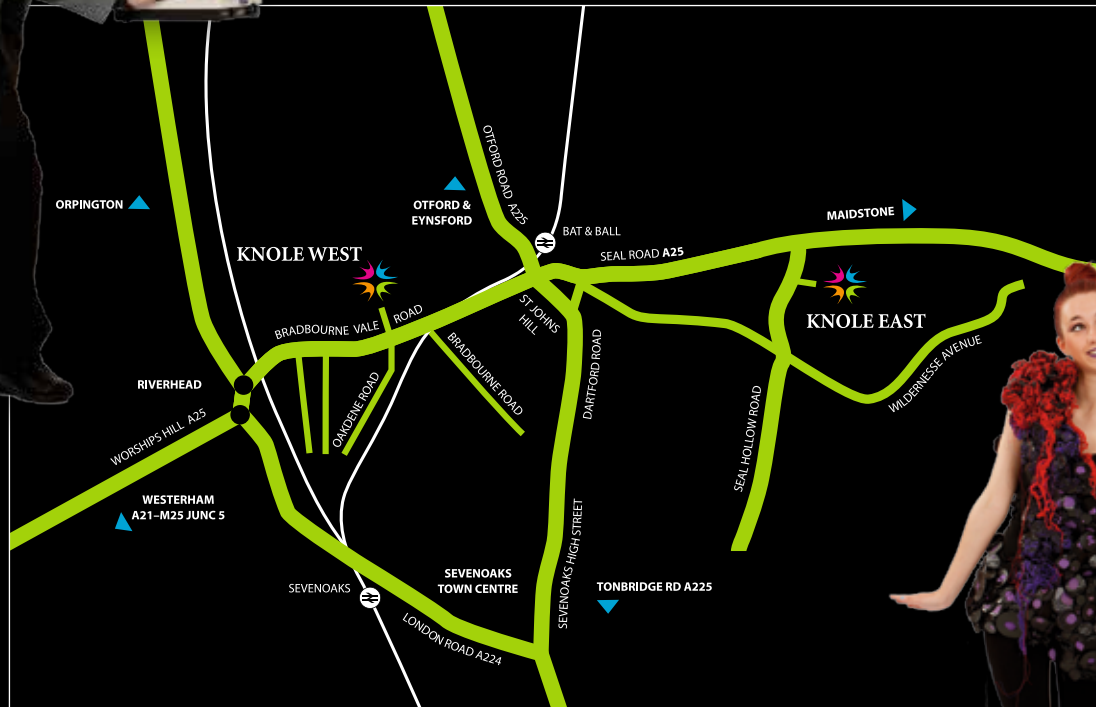 ORPINGTON
OTFORD &
EYNSFORD
OTFORD ROAD A225
BAT & BALL
SEAL ROAD A25
MAIDSTONE
KNOLE WEST
KNOLE EAST
BRADBOURNE VALE ROAD
ST JOHNS
HILL
BRADBOURNE ROAD
OAKDENE ROAD
DARTFORD ROAD
WILDERNESSE AVENUE
SEAL HOLLOW ROAD
RIVERHEAD
WORSHIPS HILL A25
WESTERHAM
A21–M25 JUNC 5
SEVENOAKS
SEVENOAKS
TOWN CENTRE
SEVENOAKS HIGH STREET
TONBRIDGE RD A225
LONDON ROAD A224